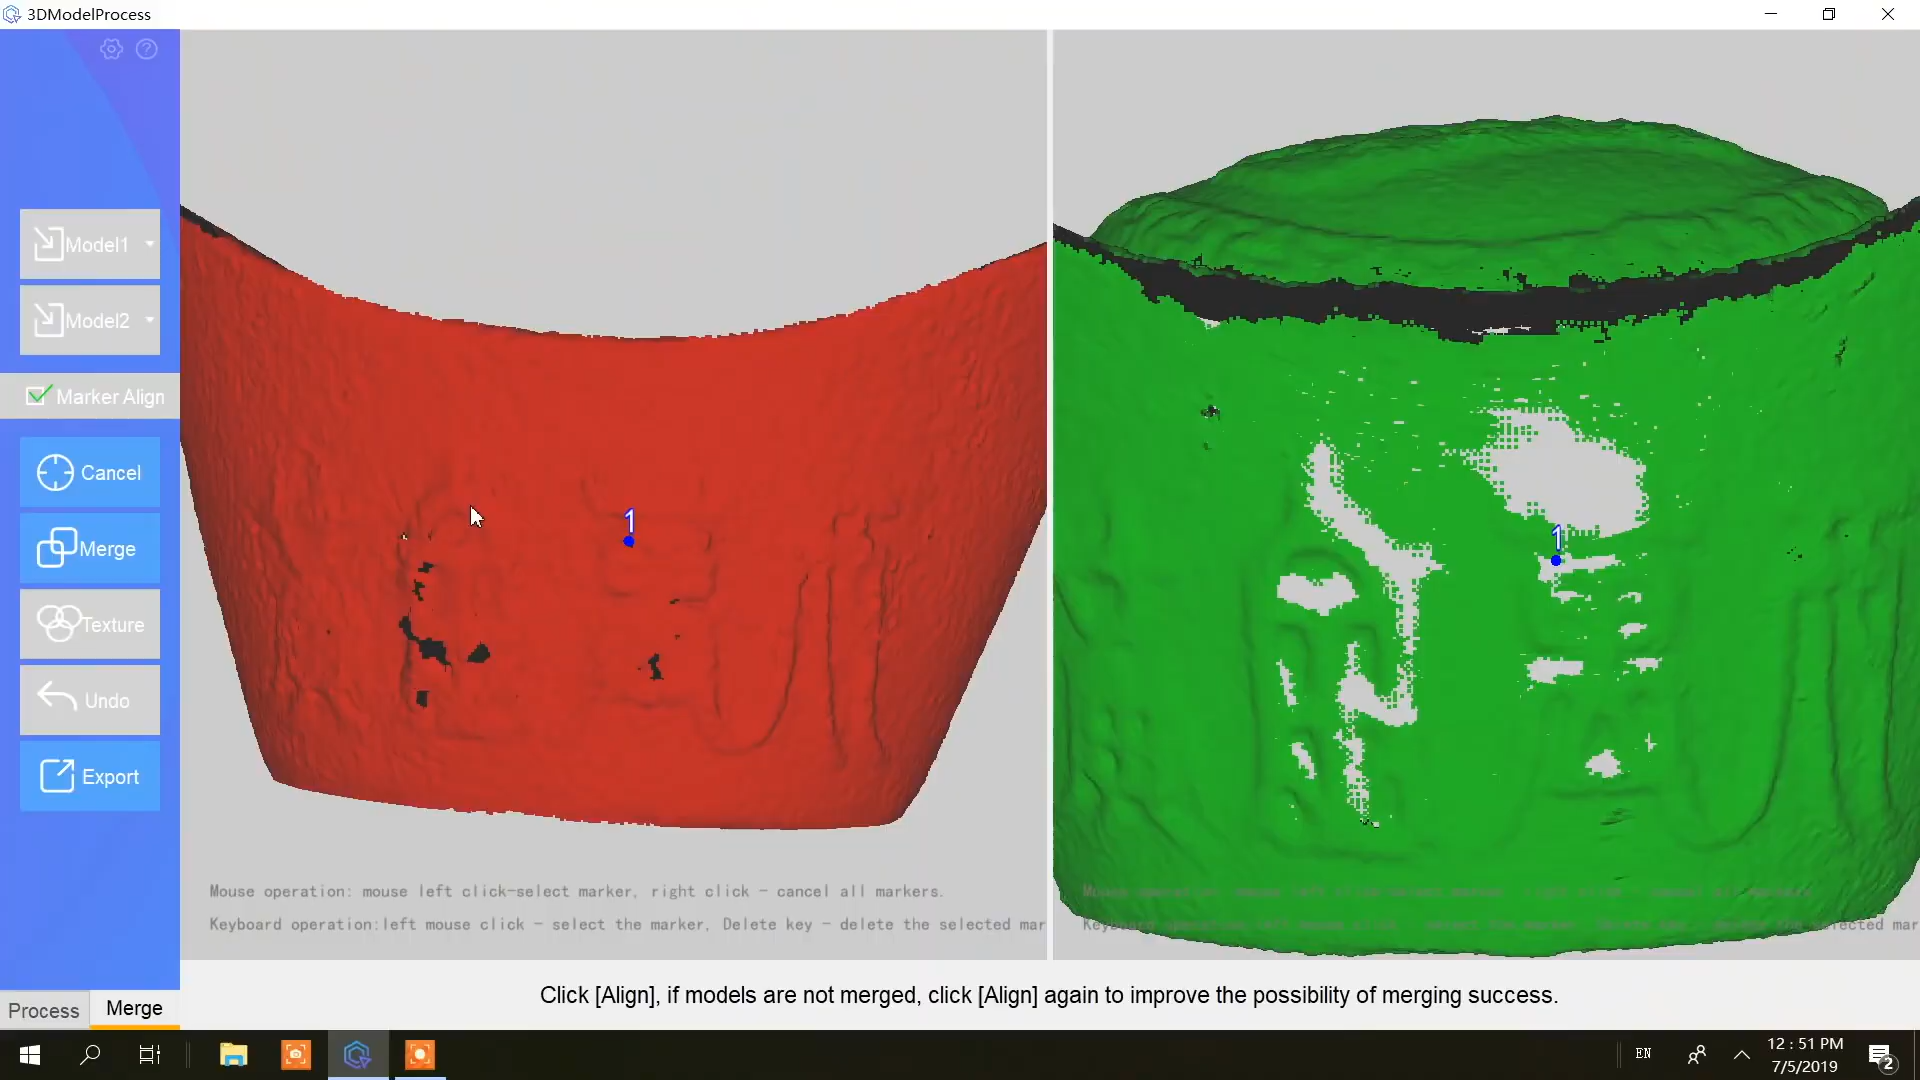 3DModelProcess
Model1
Model2
Marker Align
Cancel
Merge
Texture
Undo
Export
Process
Merge
1
1
Mouse operation: mouse left click-select marker, right click - cancel all markers.
Keyboard operation:left mouse click - select the marker, Delete key - delete the selected mar
Click [Align], if models are not merged, click [Align] again to improve the possibility of merging success.
EN
12 : 51 PM
7/5/2019
2